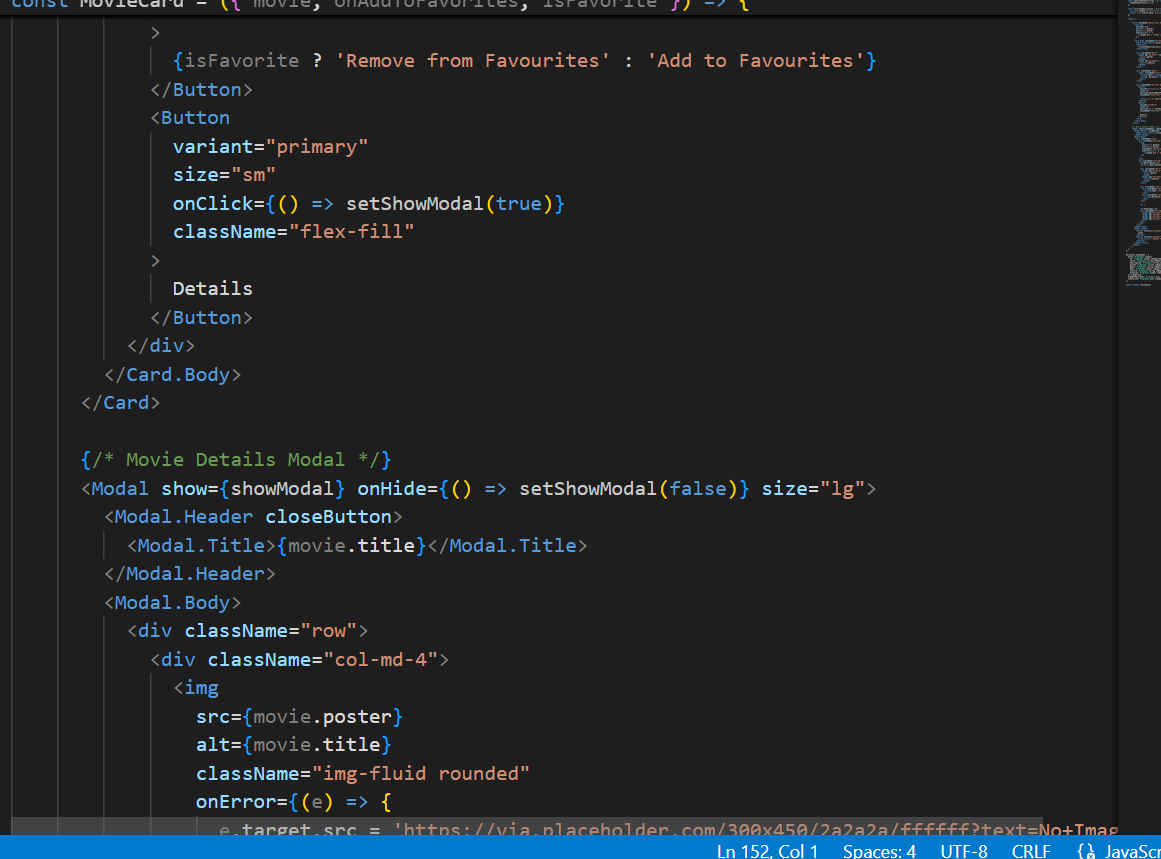 const MovieCard = ({ movie, onAddToFavorites, isFavorite }) => {
>
{isFavorite ? 'Remove from Favourites' : 'Add to Favourites'}
</Button>
<Button
variant="primary"
size="sm"
onClick={() => setShowModal(true)}
className="flex-fill"
>
Details
</Button>
</div>
</Card.Body>
</Card>
{/* Movie Details Modal */}
<Modal show={showModal} onHide={() => setShowModal(false)} size="lg">
<Modal.Header closeButton>
<Modal.Title>{movie.title}</Modal.Title>
</Modal.Header>
<Modal.Body>
<div className="row">
<div className="col-md-4">
<img
src={movie.poster}
alt={movie.title}
className="img-fluid rounded"
onError={(e) => {
e.target.src = 'https://via.placeholder.com/300x450/2a2a2a/ffffff?text=No+Imag
Ln 152, Col 1 Spaces: 4 UTF-8 CRLF JavaScr